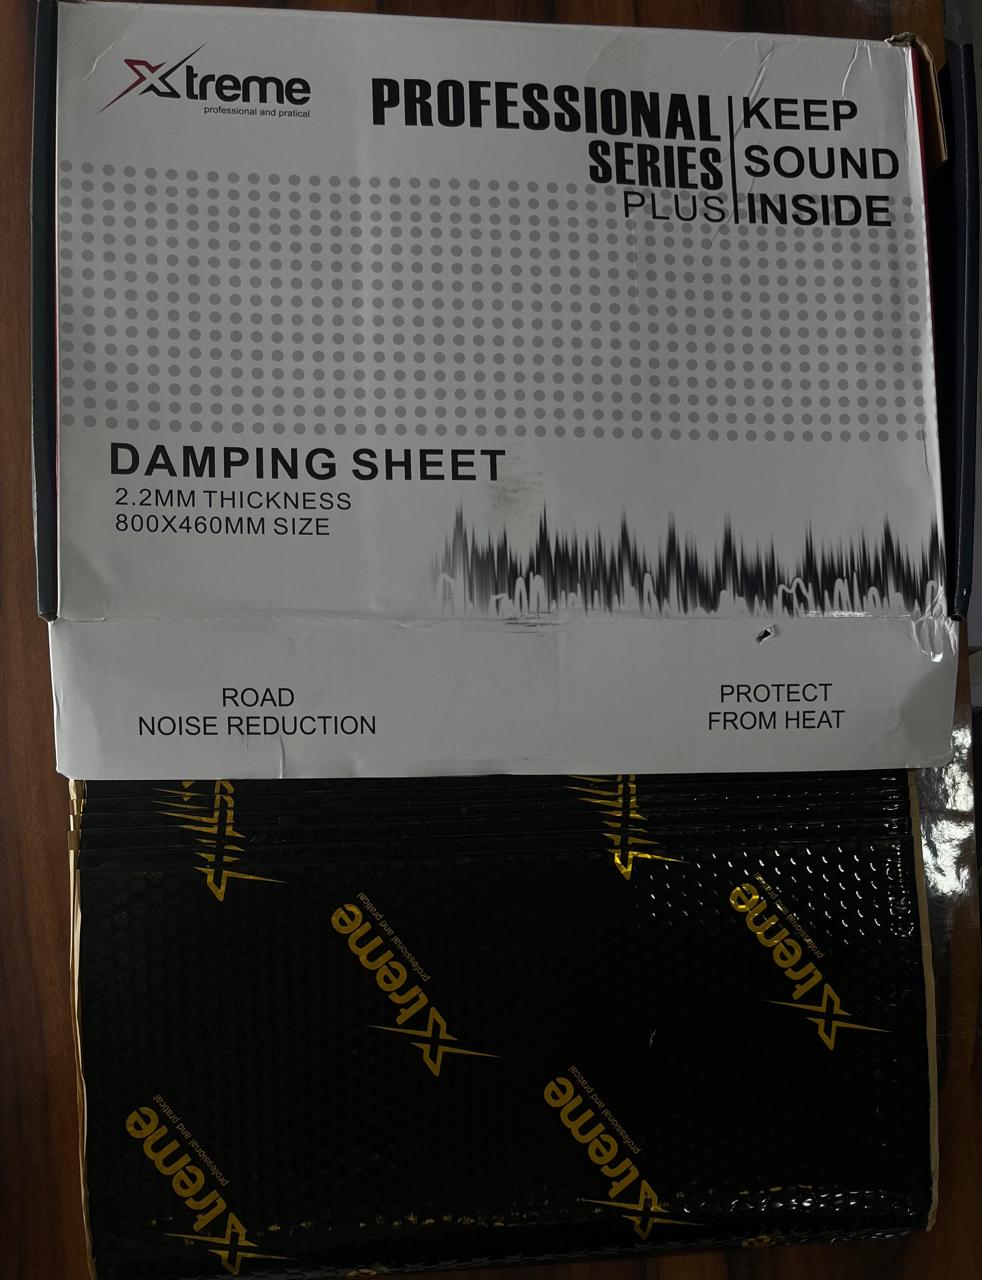 Xtreme
professional and pratical
PROFESSIONAL
SERIES
PLUS
KEEP
SOUND
INSIDE
DAMPING SHEET
2.2MM THICKNESS
800X460MM SIZE
ROAD
NOISE REDUCTION
PROTECT
FROM HEAT
Xtreme
professional and pratical
Xtreme
professional and pratical
Xtreme
professional and pratical
Xtreme
professional and pratical